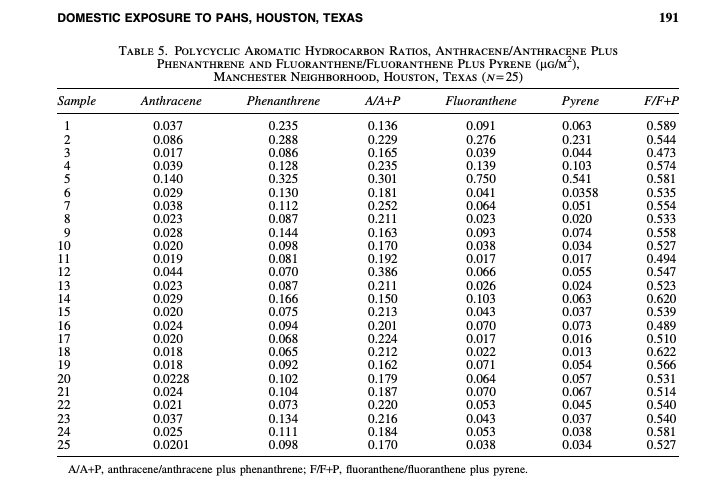 DOMESTIC EXPOSURE TO PAHS, HOUSTON, TEXAS 191
TABLE 5. POLYCYCLIC AROMATIC HYDROCARBON RATIOS, ANTHRACENE/ANTHRACENE PLUS
PHENANTHRENE AND FLUORANTHENE/FLUORANTHENE PLUS PYRENE (μG/M²),
MANCHESTER NEIGHBORHOOD, HOUSTON, TEXAS (N=25)
Sample Anthracene Phenanthrene A/A+P Fluoranthene Pyrene F/F+P
1 0.037 0.235 0.136 0.091 0.063 0.589
2 0.086 0.288 0.229 0.276 0.231 0.544
3 0.017 0.086 0.165 0.039 0.044 0.473
4 0.039 0.128 0.235 0.139 0.103 0.574
5 0.140 0.325 0.301 0.750 0.541 0.581
6 0.029 0.130 0.181 0.041 0.0358 0.535
7 0.038 0.112 0.252 0.064 0.051 0.554
8 0.023 0.087 0.211 0.023 0.020 0.533
9 0.028 0.144 0.163 0.093 0.074 0.558
10 0.020 0.098 0.170 0.038 0.034 0.527
11 0.019 0.081 0.192 0.017 0.017 0.494
12 0.044 0.070 0.386 0.066 0.055 0.547
13 0.023 0.087 0.211 0.026 0.024 0.523
14 0.029 0.166 0.150 0.103 0.063 0.620
15 0.020 0.075 0.213 0.043 0.037 0.539
16 0.024 0.094 0.201 0.070 0.073 0.489
17 0.020 0.068 0.224 0.017 0.016 0.510
18 0.018 0.065 0.212 0.022 0.013 0.622
19 0.018 0.092 0.162 0.071 0.054 0.566
20 0.0228 0.102 0.179 0.064 0.057 0.531
21 0.024 0.104 0.187 0.070 0.067 0.514
22 0.021 0.073 0.220 0.053 0.045 0.540
23 0.037 0.134 0.216 0.043 0.037 0.540
24 0.025 0.111 0.184 0.053 0.038 0.581
25 0.0201 0.098 0.170 0.038 0.034 0.527
A/A+P, anthracene/anthracene plus phenanthrene; F/F+P, fluoranthene/fluoranthene plus pyrene.